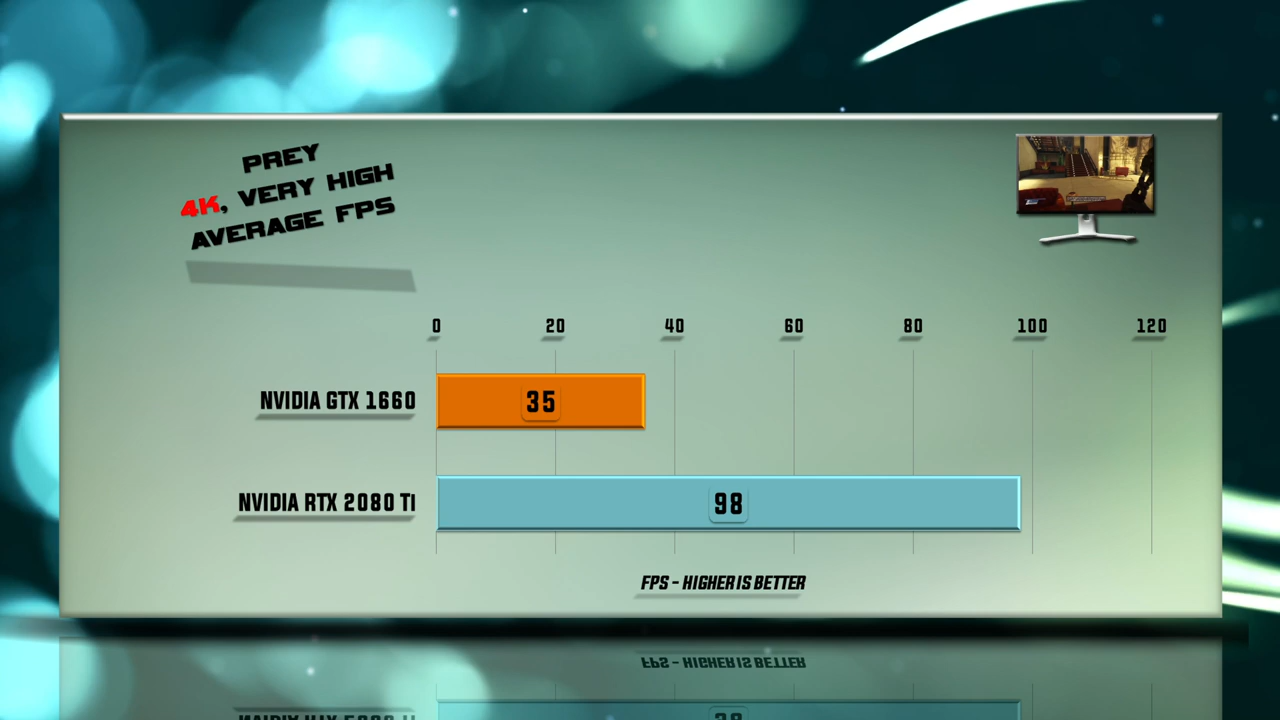 PREY
4K, VERY HIGH
AVERAGE FPS
0 20 40 60 80 100 120
NVIDIA GTX 1660 35
NVIDIA RTX 2080 TI 98
FPS - HIGHER IS BETTER